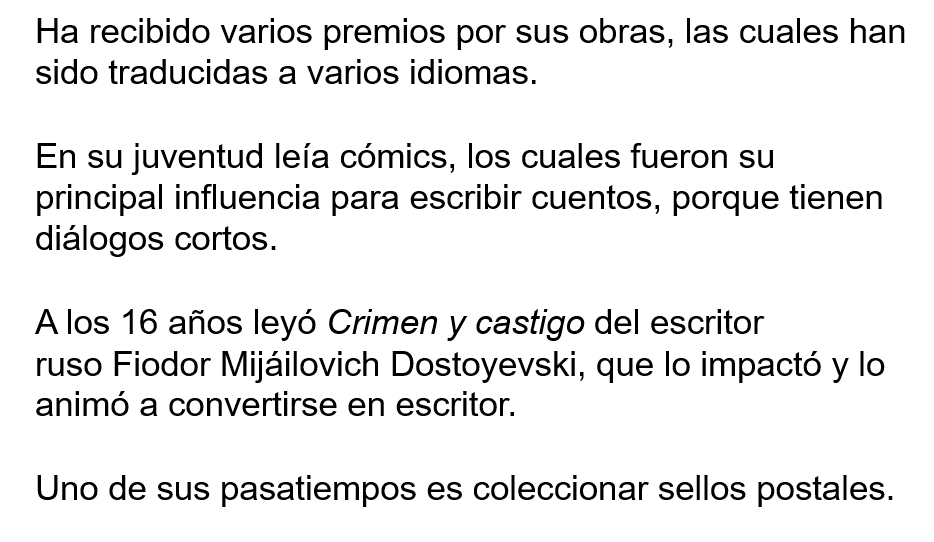 Ha recibido varios premios por sus obras, las cuales han
sido traducidas a varios idiomas.
En su juventud leía cómics, los cuales fueron su
principal influencia para escribir cuentos, porque tienen
diálogos cortos.
A los 16 años leyó Crimen y castigo del escritor
ruso Fiodor Mijáilovich Dostoyevski, que lo impactó y lo
animó a convertirse en escritor.
Uno de sus pasatiempos es coleccionar sellos postales.